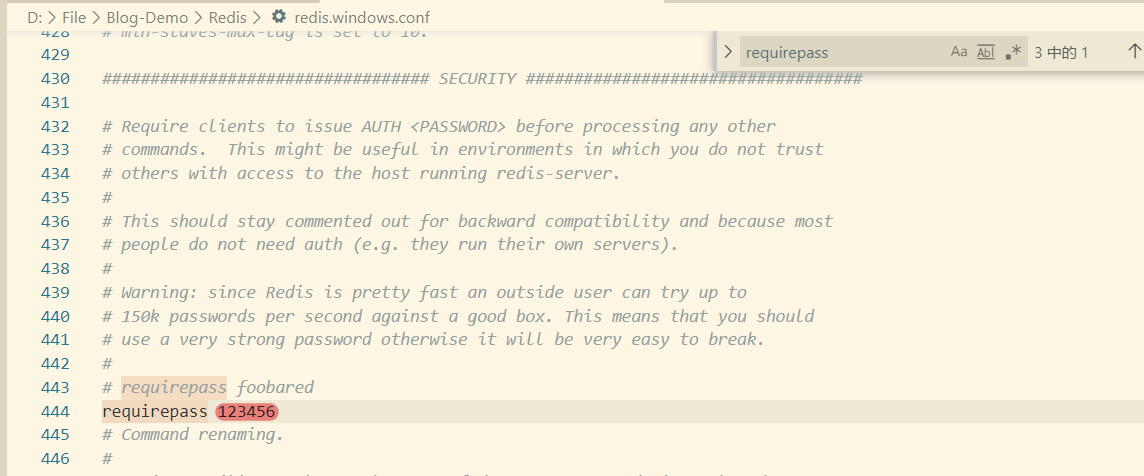 D: > File > Blog-Demo > Redis > redis.windows.conf
428 # min-slaves-max-lag is set to 10.
429
requirepass Aa Abl .* 3 中的 1 ↑
430 ################################## SECURITY ###################################
431
432 # Require clients to issue AUTH <PASSWORD> before processing any other
433 # commands.  This might be useful in environments in which you do not trust
434 # others with access to the host running redis-server.
435 #
436 # This should stay commented out for backward compatibility and because most
437 # people do not need auth (e.g. they run their own servers).
438 #
439 # Warning: since Redis is pretty fast an outside user can try up to
440 # 150k passwords per second against a good box. This means that you should
441 # use a very strong password otherwise it will be very easy to break.
442 #
443 # requirepass foobared
444 requirepass 123456
445 # Command renaming.
446 #